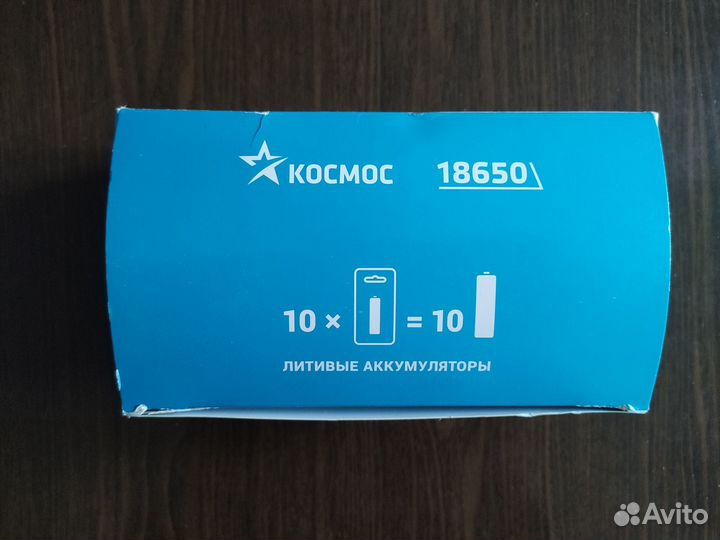 КОСМОС 18650
10 × = 10
ЛИТИВЫЕ АККУМУЛЯТОРЫ
Avito